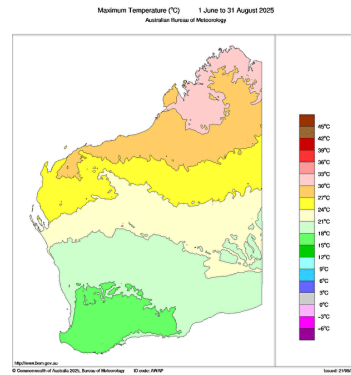 Maximum Temperature (°C) 1 June to 31 August 2025
Australian Bureau of Meteorology
45°C
42°C
39°C
36°C
33°C
30°C
27°C
24°C
21°C
18°C
15°C
12°C
9°C
6°C
3°C
0°C
-3°C
-6°C
http://www.bom.gov.au
© Commonwealth of Australia 2025, Bureau of Meteorology ID code: AWAP
Issued: